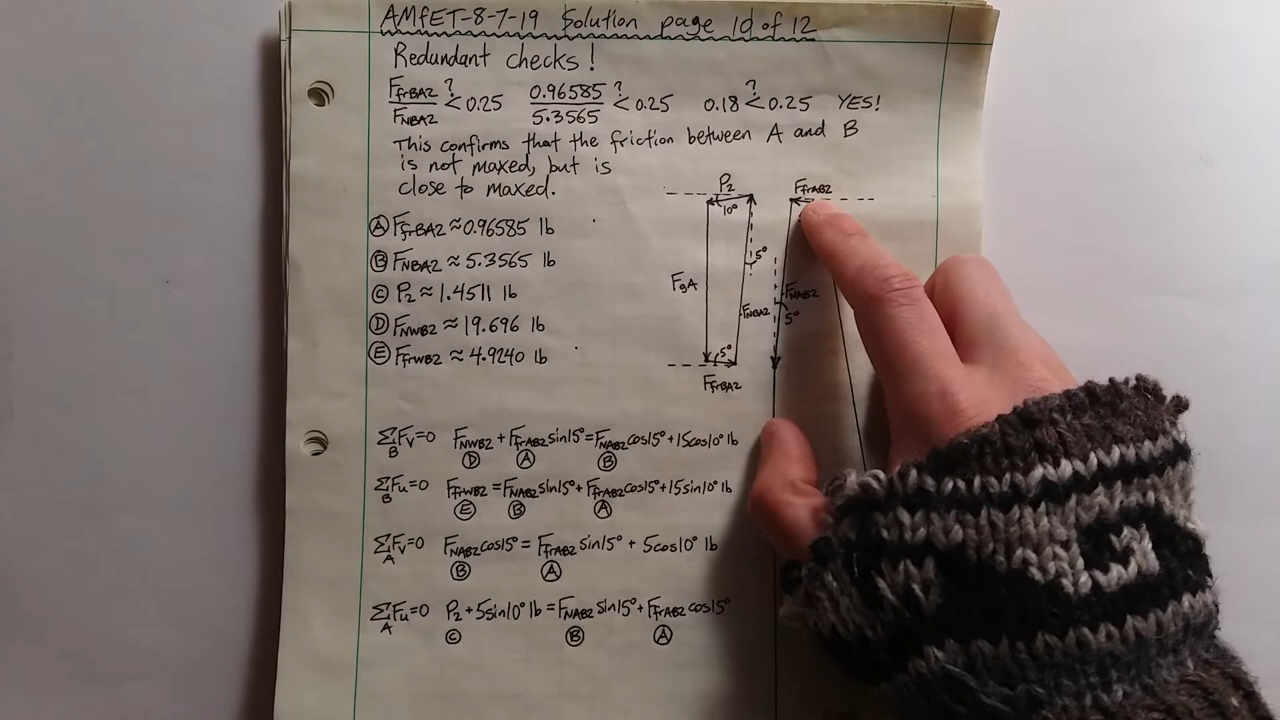 AMfET-8-7-19 Solution page 10 of 12
Redundant checks!
FfrBA2/FNBA2 <? 0.25 0.96585/5.3565 <? 0.25 0.18 <? 0.25 YES!
This confirms that the friction between A and B
is not maxed, but is
close to maxed.
Ⓐ FfrBA2 ≈ 0.96585 lb
Ⓑ FNBA2 ≈ 5.3565 lb
Ⓒ P2 ≈ 1.4511 lb
Ⓓ FNWB2 ≈ 19.696 lb
Ⓔ FfrWB2 ≈ 4.9240 lb
P2
10°
5°
FgA
FNBA2
5°
FfrBA2
FfrAB2
FNAB2
5°
ΣFv=0 B FNWB2 + FfrAB2 sin15° = FNAB2 cos15° + 15cos10° lb
Ⓓ Ⓐ Ⓑ
ΣFu=0 B FfrWB2 = FNAB2 sin15° + FfrAB2 cos15° + 15sin10° lb
Ⓔ Ⓑ Ⓐ
ΣFv=0 A FNAB2 cos15° = FfrAB2 sin15° + 5cos10° lb
Ⓑ Ⓐ
ΣFu=0 A P2 + 5sin10° lb = FNAB2 sin15° + FfrAB2 cos15°
Ⓒ Ⓑ Ⓐ